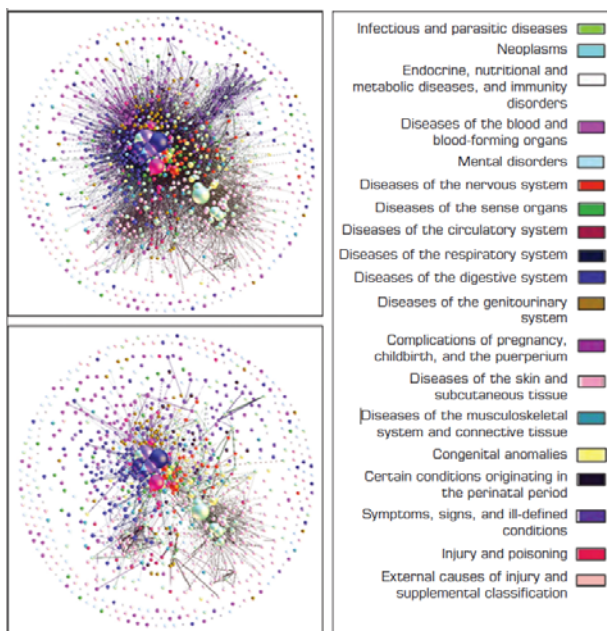 Infectious and parasitic diseases
Neoplasms
Endocrine, nutritional and
metabolic diseases, and immunity
disorders
Diseases of the blood and
blood-forming organs
Mental disorders
Diseases of the nervous system
Diseases of the sense organs
Diseases of the circulatory system
Diseases of the respiratory system
Diseases of the digestive system
Diseases of the genitourinary
system
Complications of pregnancy,
childbirth, and the puerperium
Diseases of the skin and
subcutaneous tissue
Diseases of the musculoskeletal
system and connective tissue
Congenital anomalies
Certain conditions originating in
the perinatal period
Symptoms, signs, and ill-defined
conditions
Injury and poisoning
External causes of injury and
supplemental classification